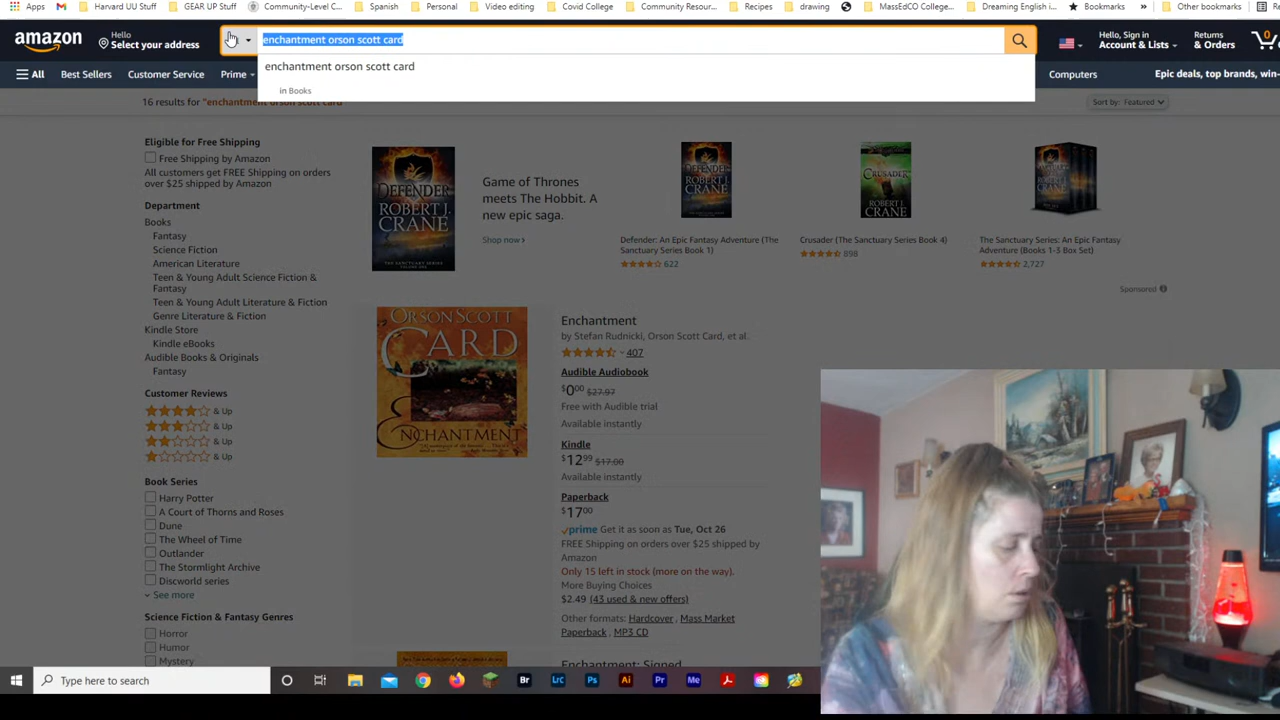 Apps
Harvard UU Stuff
GEAR UP Stuff
Community-Level C...
Fitness
Personal
Video editing
Covid College
Community Resour...
Recipes
drawing
MassEdCO College...
Dreaming English i...
Bookmarks
»
Other bookmarks
amazon
Hello
Select your address
enchantment orson scott card
Hello, Sign in
Account & Lists
Returns
& Orders
0
All
Best Sellers
Customer Service
Prime
enchantment orson scott card
in Books
Computers
Epic deals, top brands, win-
16 results for "enchantment orson scott card
Sort by: Featured
Eligible for Free Shipping
Free Shipping by Amazon
All customers get FREE Shipping on orders
over $25 shipped by Amazon
Department
Books
Fantasy
Science Fiction
American Literature
Teen & Young Adult Science Fiction &
Fantasy
Teen & Young Adult Literature & Fiction
Genre Literature & Fiction
Kindle Store
Kindle eBooks
Audible Books & Originals
Fantasy
Customer Reviews
& Up
& Up
& Up
& Up
Book Series
Harry Potter
A Court of Thorns and Roses
Dune
The Wheel of Time
Outlander
The Stormlight Archive
Discworld series
See more
Science Fiction & Fantasy Genres
Horror
Humor
Mystery
DEFENDER
ROBERT J.
CRANE
Game of Thrones
meets The Hobbit. A
new epic saga.
Shop now ›
DEFENDER
ROBERT J.
CRANE
Defender: An Epic Fantasy Adventure (The
Sanctuary Series Book 1)
622
CRUSADER
ROBERT J.
CRANE
Crusader (The Sanctuary Series Book 4)
898
The Sanctuary Series: An Epic Fantasy
Adventure (Books 1-3 Box Set)
2,727
Sponsored
ORSON SCOTT
CARD
ENCHANTMENT
Enchantment
by Stefan Rudnicki, Orson Scott Card, et al.
407
Audible Audiobook
$0.00 $27.97
Free with Audible trial
Available instantly
Kindle
$12.99 $17.00
Available instantly
Paperback
$17.00
prime Get it as soon as Tue, Oct 26
FREE Shipping on orders over $25 shipped by
Amazon
Only 15 left in stock (more on the way).
More Buying Choices
$2.49 (43 used & new offers)
Other formats: Hardcover , Mass Market
Paperback , MP3 CD
Enchantment: Signed
Type here to search
Br
LrC
Ps
Ai
Pr
Me